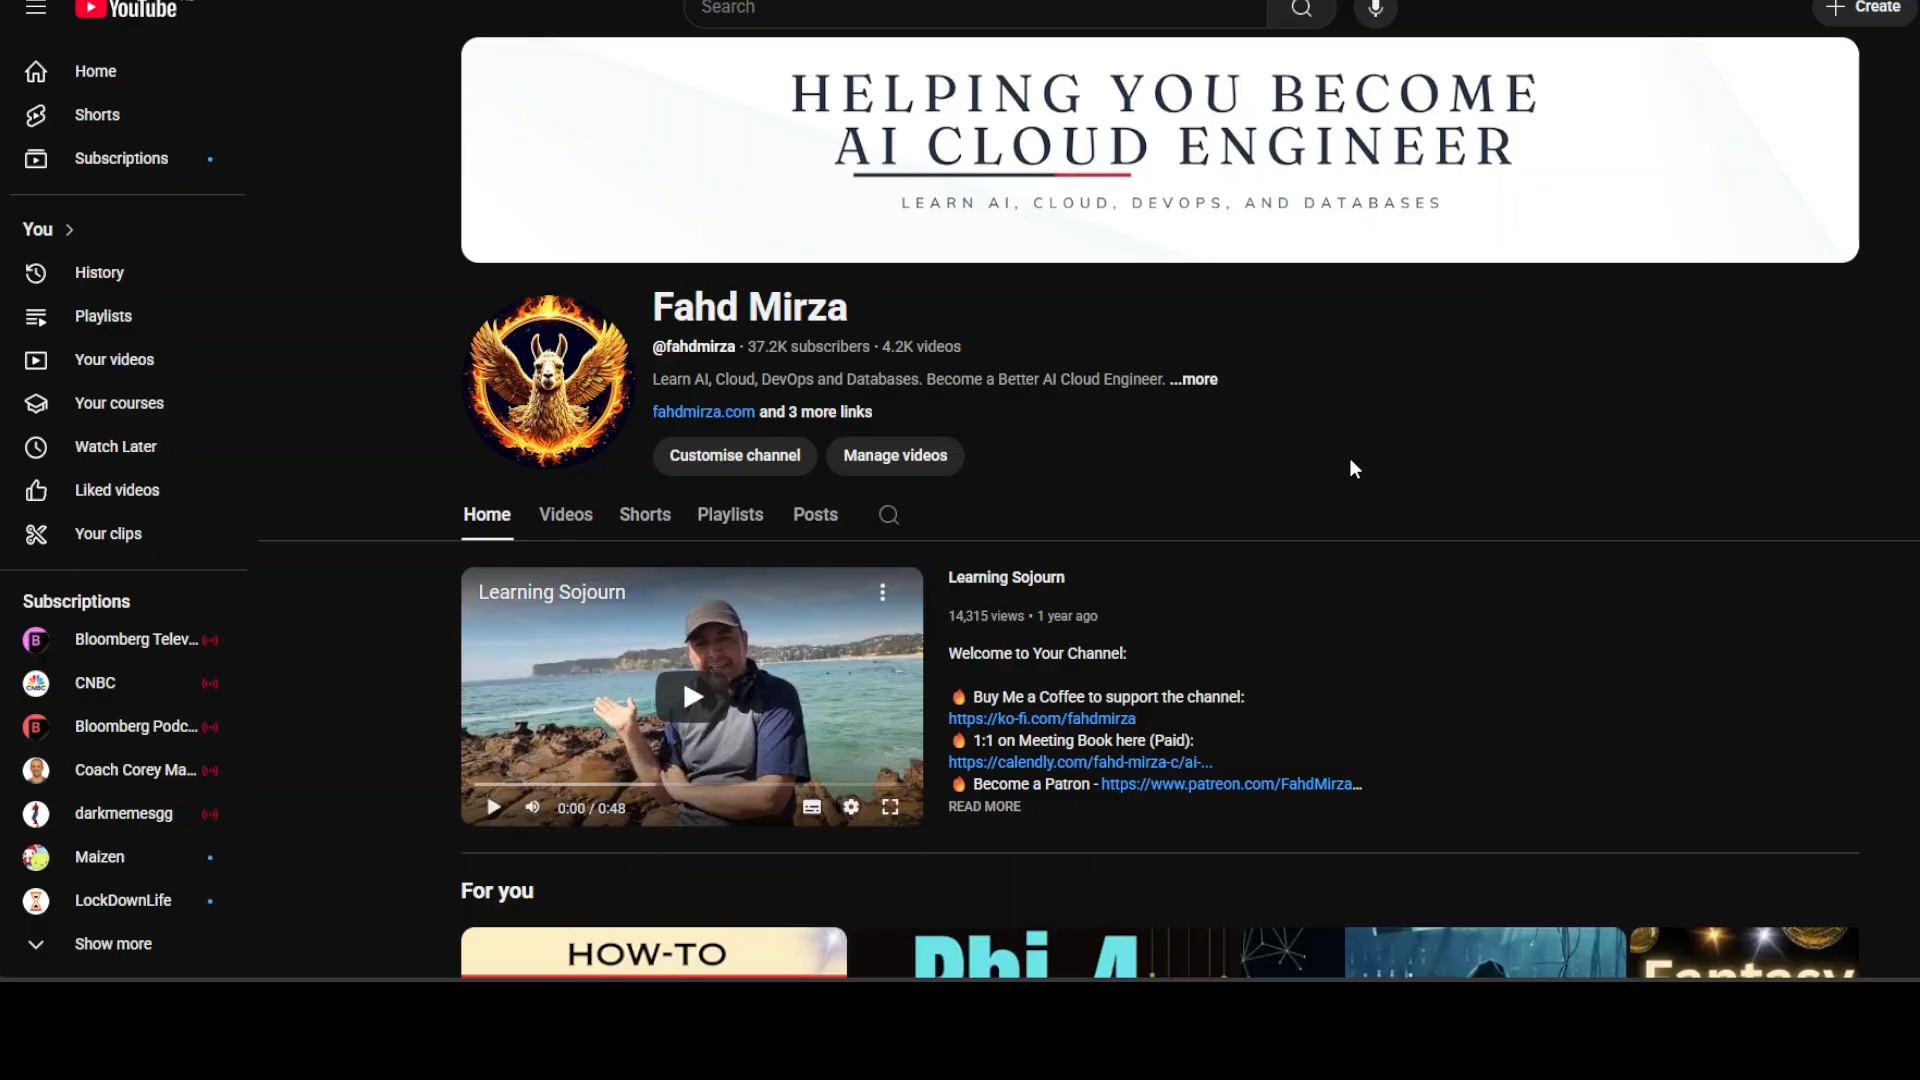 YouTube
Search
Create
Home
Shorts
Subscriptions
You
History
Playlists
Your videos
Your courses
Watch Later
Liked videos
Your clips
Subscriptions
Bloomberg Telev...
CNBC
Bloomberg Podc...
Coach Corey Ma...
darkmemesgg
Maizen
LockDownLife
Show more
HELPING YOU BECOME
AI CLOUD ENGINEER
LEARN AI, CLOUD, DEVOPS, AND DATABASES
Fahd Mirza
@fahdmirza · 37.2K subscribers · 4.2K videos
Learn AI, Cloud, DevOps and Databases. Become a Better AI Cloud Engineer. ...more
fahdmirza.com and 3 more links
Customise channel Manage videos
Home Videos Shorts Playlists Posts
Learning Sojourn
0:00 / 0:48
Learning Sojourn
14,315 views • 1 year ago
Welcome to Your Channel:
🔥 Buy Me a Coffee to support the channel:
https://ko-fi.com/fahdmirza
🔥 1:1 on Meeting Book here (Paid):
https://calendly.com/fahd-mirza-c/ai-...
🔥 Become a Patron - https://www.patreon.com/FahdMirza...
READ MORE
For you
HOW-TO
Phi 4
Fantasy